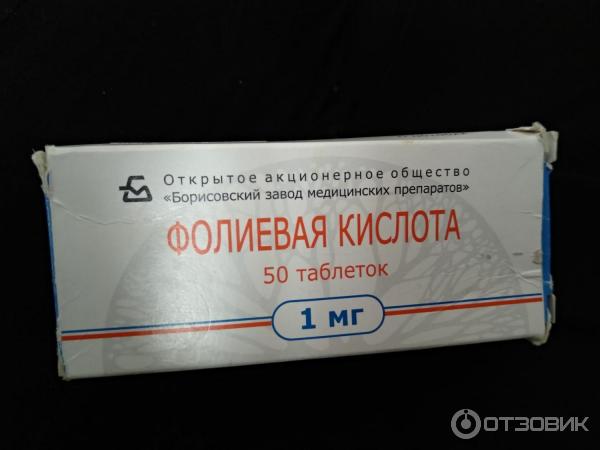 Открытое акционерное общество
«Борисовский завод медицинских препаратов»
ФОЛИЕВАЯ КИСЛОТА
50 таблеток
1 мг
ОТЗОВИК